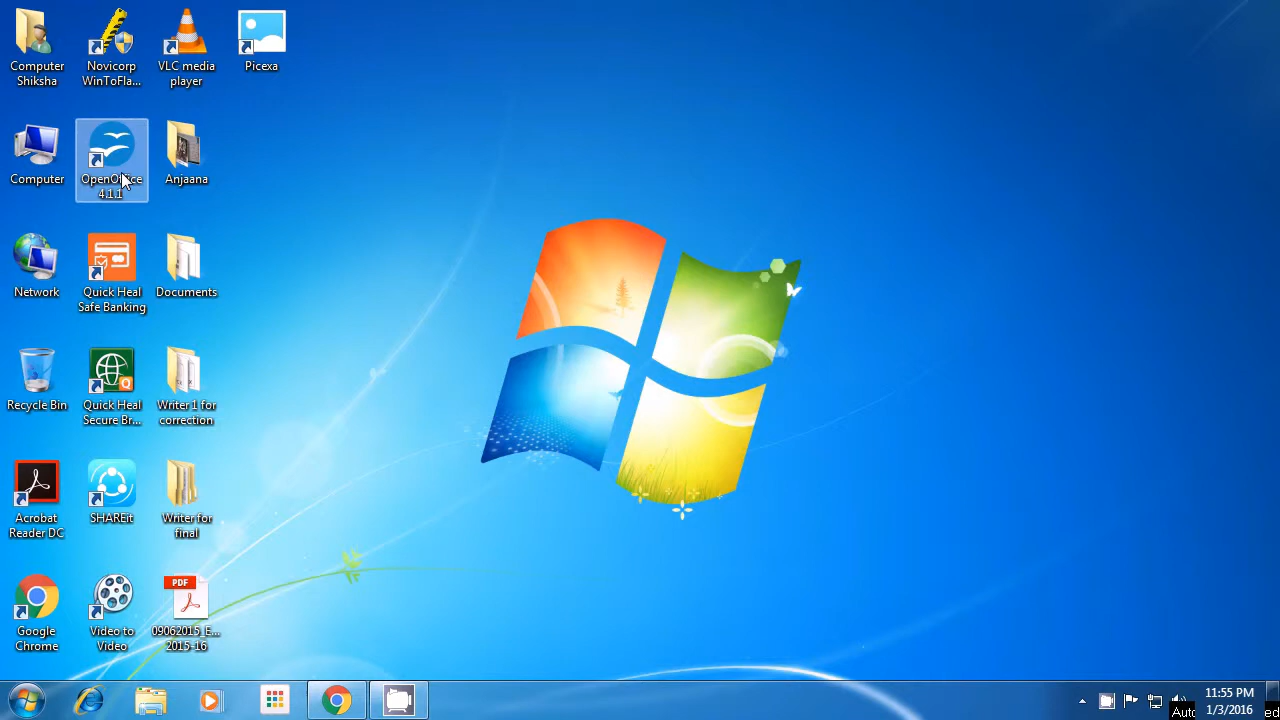 Computer
Shiksha
Novicorp
WinToFla...
VLC media
player
Picexa
Computer
OpenOffice
4.1.1
Anjaana
Network
Quick Heal
Safe Banking
Documents
Recycle Bin
Quick Heal
Secure Br...
Writer 1 for
correction
Acrobat
Reader DC
SHAREit
Writer for
final
Google
Chrome
Video to
Video
PDF
09062015_E...
2015-16
11:55 PM
1/3/2016